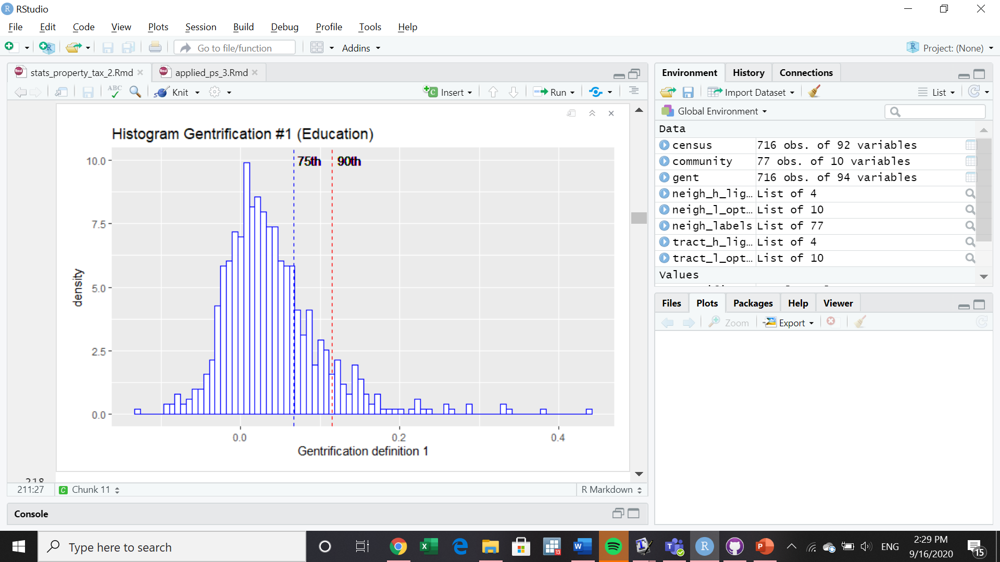 RStudio
File Edit Code View Plots Session Build Debug Profile Tools Help
Go to file/function Addins Project: (None)
stats_property_tax_2.Rmd applied_ps_3.Rmd
ABC Knit Insert Run
Histogram Gentrification #1 (Education)
75th 90th
10.0
7.5
5.0
2.5
0.0
density
0.0 0.2 0.4
Gentrification definition 1
218
211:27 Chunk 11 R Markdown
Console
Environment History Connections
Import Dataset List
Global Environment
Data
census 716 obs. of 92 variables
community 77 obs. of 10 variables
gent 716 obs. of 94 variables
neigh_h_lig… List of 4
neigh_l_opt… List of 10
neigh_labels List of 77
tract_h_lig… List of 4
tract_l_opt… List of 10
Values
Files Plots Packages Help Viewer
Zoom Export
Type here to search
ENG
2:29 PM
9/16/2020
15